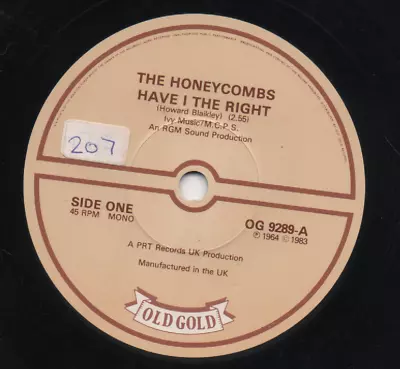 THE HONEYCOMBS
HAVE I THE RIGHT
(Howard Blaikley) (2.55)
Ivy Music/M.C.P.S.
An RGM Sound Production
207
SIDE ONE
45 RPM MONO
OG 9289-A
℗ 1964 © 1983
A PRT Records UK Production
Manufactured in the UK
OLD GOLD